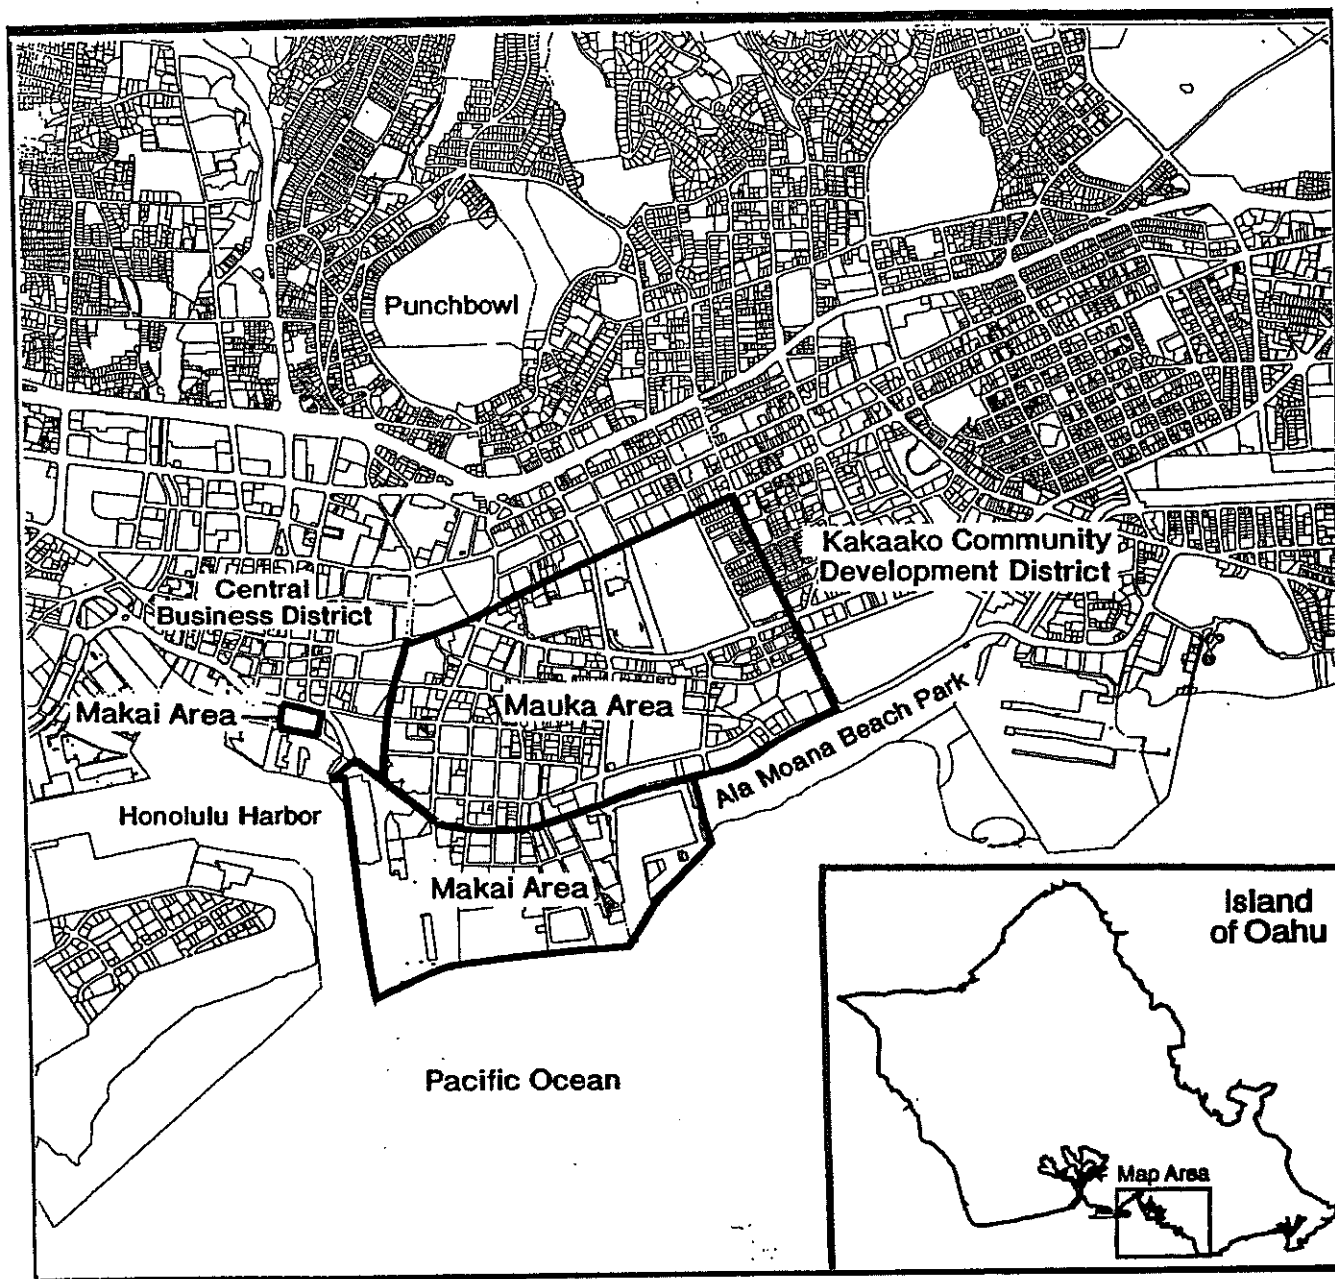 Punchbowl
Kakaako Community
Development District
Central
Business District
Makai Area
Mauka Area
Ala Moana Beach Park
Honolulu Harbor
Makai Area
Pacific Ocean
Island
of Oahu
Map Area